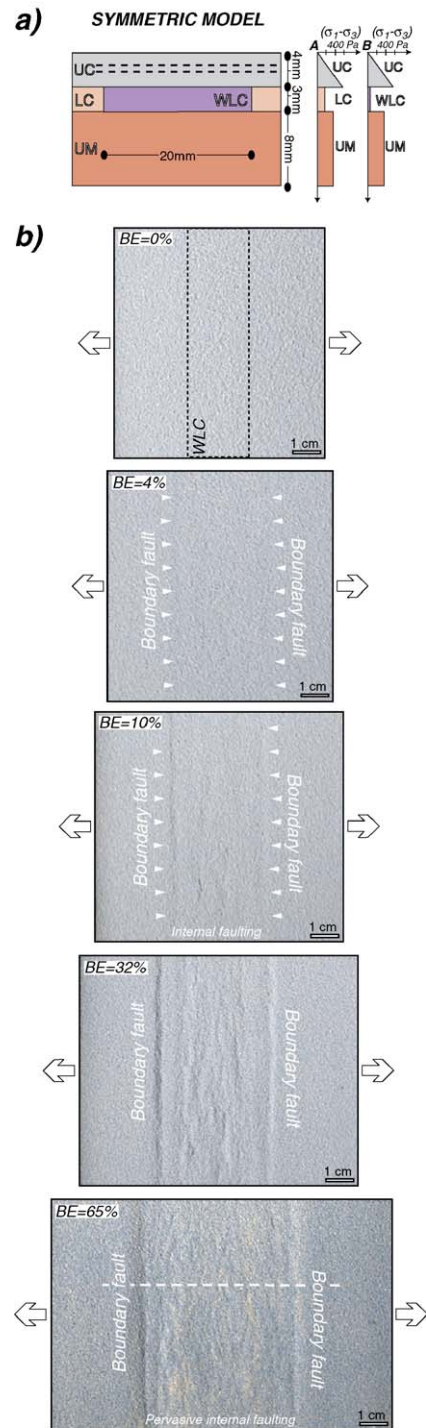 a) SYMMETRIC MODEL
(σ1-σ3)
400 Pa
A
UC
LC
UM
(σ1-σ3)
400 Pa
B
UC
WLC
UM
UC
LC
WLC
UM
20mm
4mm
3mm
8mm
b)
BE=0%
WLC
1 cm
BE=4%
Boundary fault
Boundary fault
1 cm
BE=10%
Boundary fault
Boundary fault
Internal faulting
1 cm
BE=32%
Boundary fault
Boundary fault
1 cm
BE=65%
Boundary fault
Boundary fault
Pervasive internal faulting
1 cm